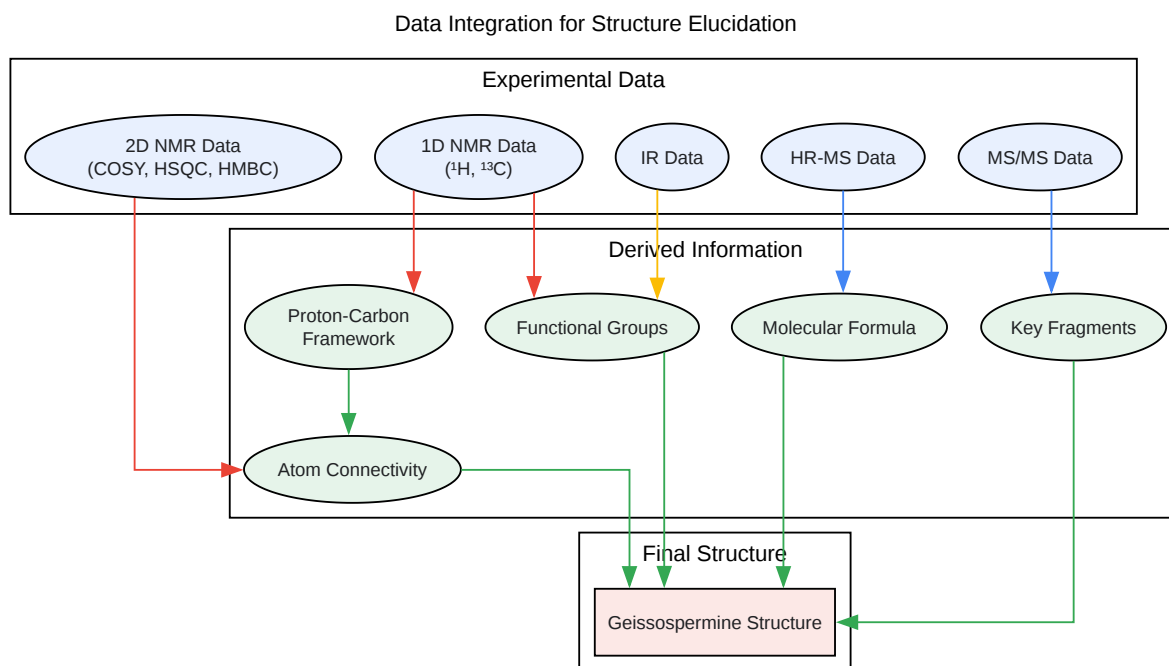 Data Integration for Structure Elucidation
Experimental Data
2D NMR Data
(COSY, HSQC, HMBC)
1D NMR Data
(¹H, ¹³C)
IR Data
HR-MS Data
MS/MS Data
Derived Information
Proton-Carbon
Framework
Functional Groups
Molecular Formula
Key Fragments
Atom Connectivity
Final Structure
Geissospermine Structure